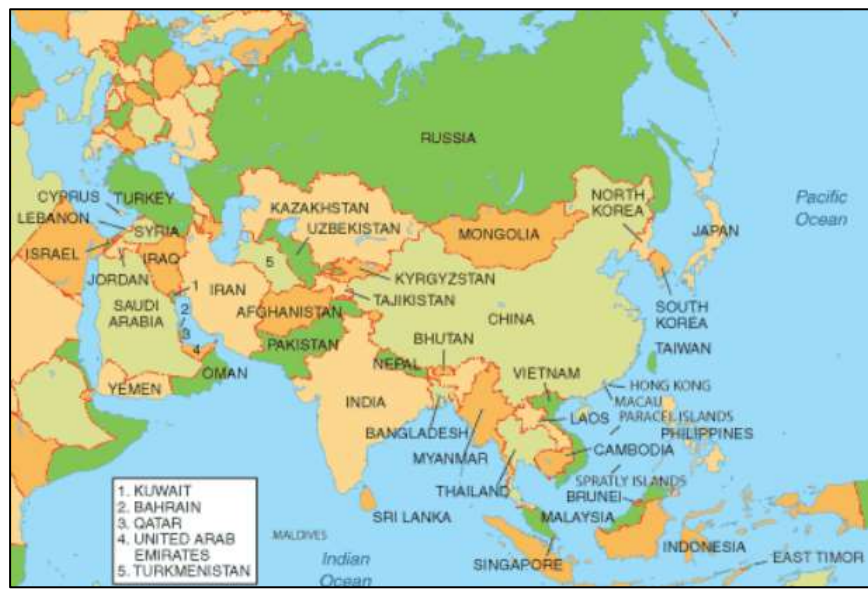 RUSSIA
CYPRUS
TURKEY
LEBANON
SYRIA
ISRAEL
IRAQ
JORDAN
SAUDI
ARABIA
1
IRAN
2
3
4
YEMEN
OMAN
KAZAKHSTAN
UZBEKISTAN
5
KYRGYZSTAN
TAJIKISTAN
AFGHANISTAN
PAKISTAN
MONGOLIA
NORTH
KOREA
JAPAN
Pacific
Ocean
CHINA
SOUTH
KOREA
TAIWAN
BHUTAN
NEPAL
INDIA
BANGLADESH
MYANMAR
THAILAND
VIETNAM
LAOS
HONG KONG
MACAU
PARACEL ISLANDS
PHILIPPINES
CAMBODIA
SPRATLY ISLANDS
BRUNEI
MALAYSIA
SRI LANKA
MALDIVES
Indian
Ocean
SINGAPORE
INDONESIA
EAST TIMOR
1. KUWAIT
2. BAHRAIN
3. QATAR
4. UNITED ARAB
EMIRATES
5. TURKMENISTAN